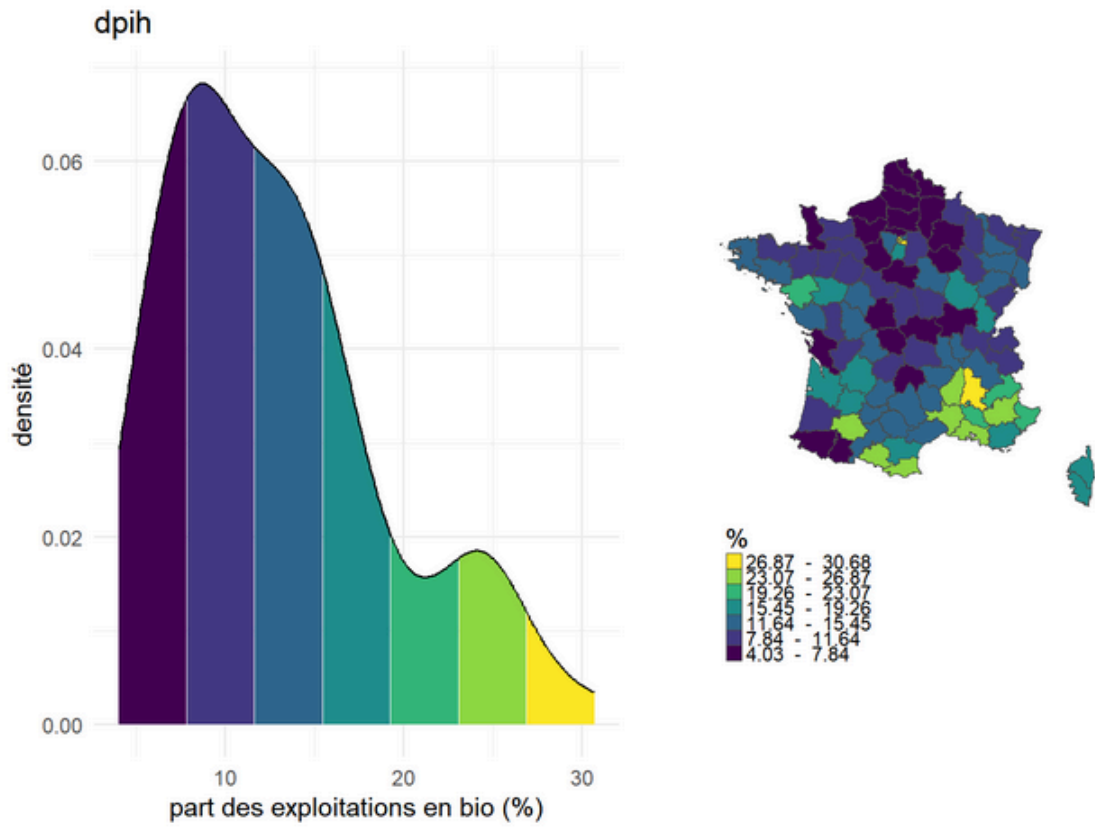 dpih
densité
0.06
0.04
0.02
0.00
10 20 30
part des exploitations en bio (%)
%
26.87 - 30.68
23.07 - 26.87
19.26 - 23.07
15.45 - 19.26
11.64 - 15.45
7.84 - 11.64
4.03 - 7.84